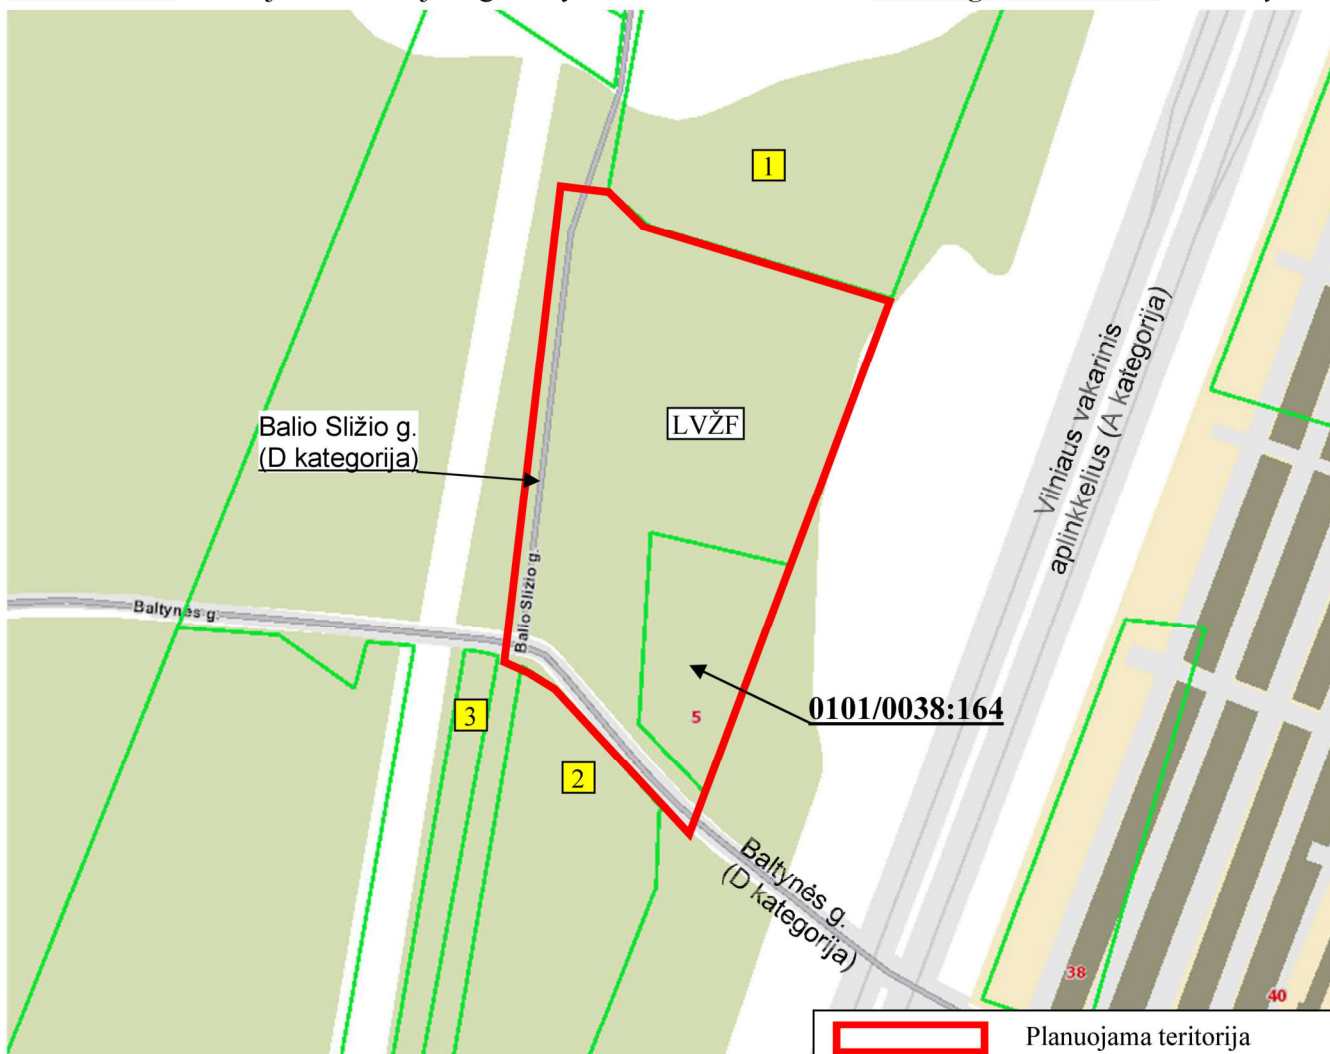 1
LVŽF
Balio Sližio g.
(D kategorija)
Vilniaus vakarinis
aplinkkelius (A kategorija)
Balio Sližio g.
Baltynės g.
0101/0038:164
5
3
2
Baltynės g.
(D kategorija)
38
40
Planuojama teritorija